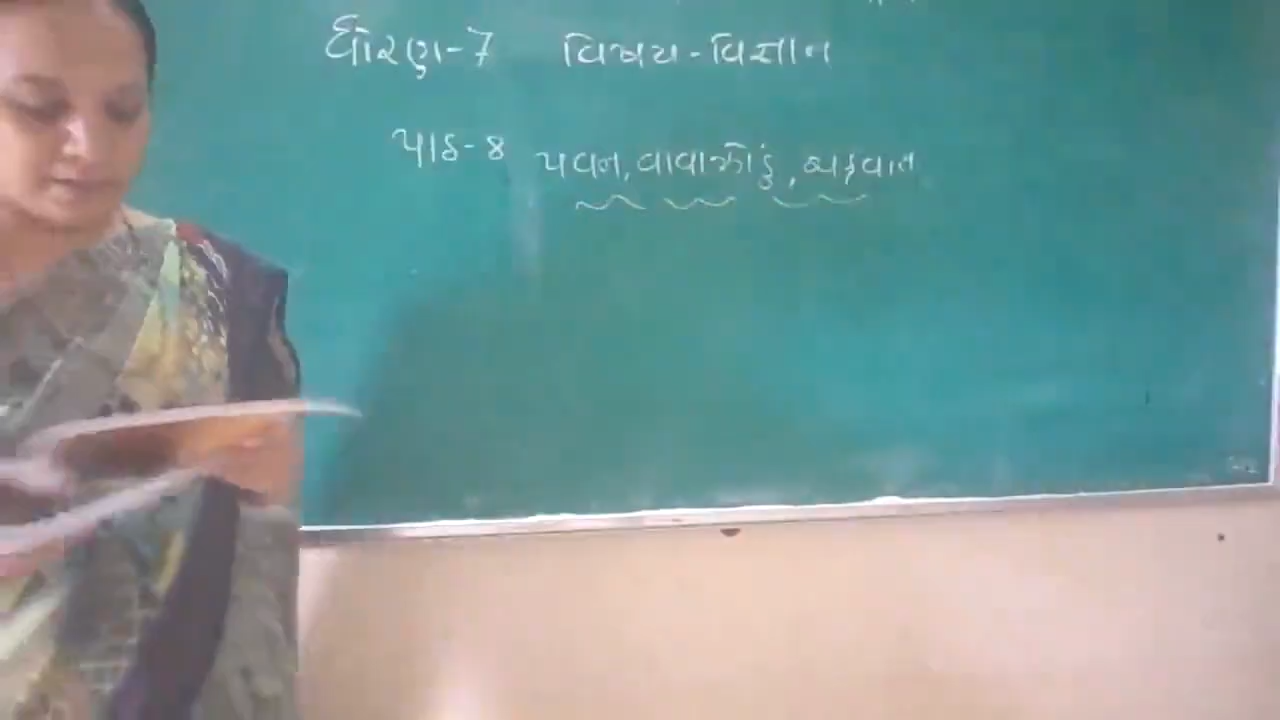 ધોરણ-7 વિષય-વિજ્ઞાન
પાઠ-8 પવન, વાવાઝોડું, ચક્રવાત